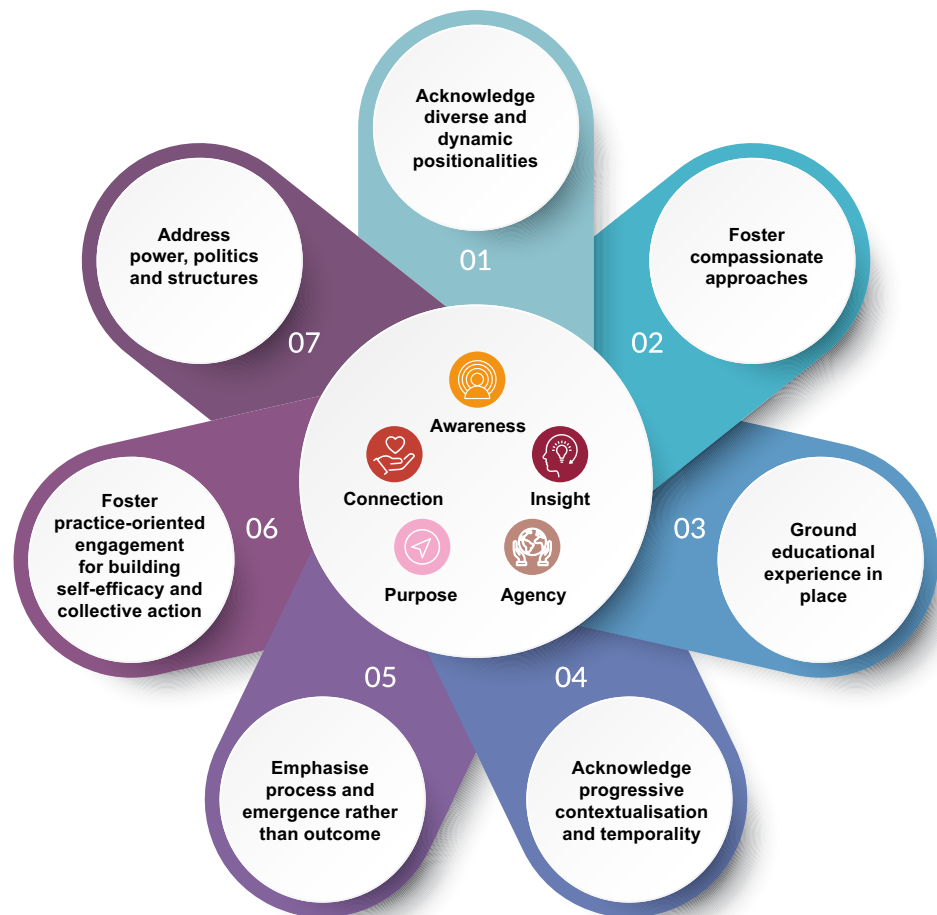 Acknowledge
diverse and
dynamic
positionalities
01
Foster
compassionate
approaches
02
Ground
educational
experience in
place
03
Acknowledge
progressive
contextualisation
and temporality
04
Emphasise
process and
emergence rather
than outcome
05
Foster
practice-oriented
engagement
for building
self-efficacy and
collective action
06
Address
power, politics
and structures
07
Awareness
Connection
Insight
Purpose
Agency